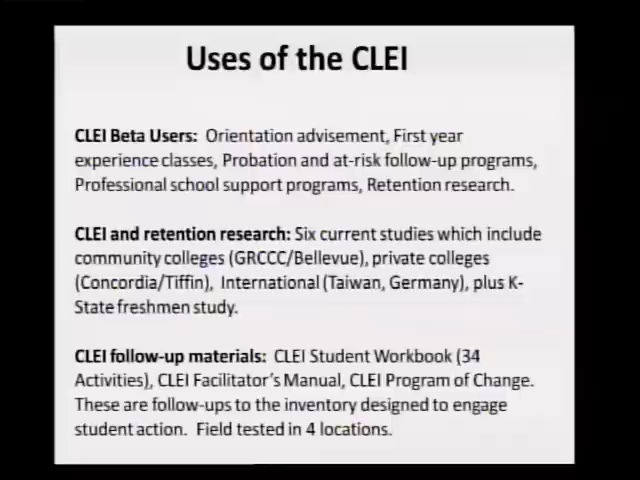 Uses of the CLEI
CLEI Beta Users: Orientation advisement, First year
experience classes, Probation and at-risk follow-up programs,
Professional school support programs, Retention research.
CLEI and retention research: Six current studies which include
community colleges (GRCCC/Bellevue), private colleges
(Concordia/Tiffin), International (Taiwan, Germany), plus K-
State freshmen study.
CLEI follow-up materials: CLEI Student Workbook (34
Activities), CLEI Facilitator's Manual, CLEI Program of Change.
These are follow-ups to the inventory designed to engage
student action. Field tested in 4 locations.